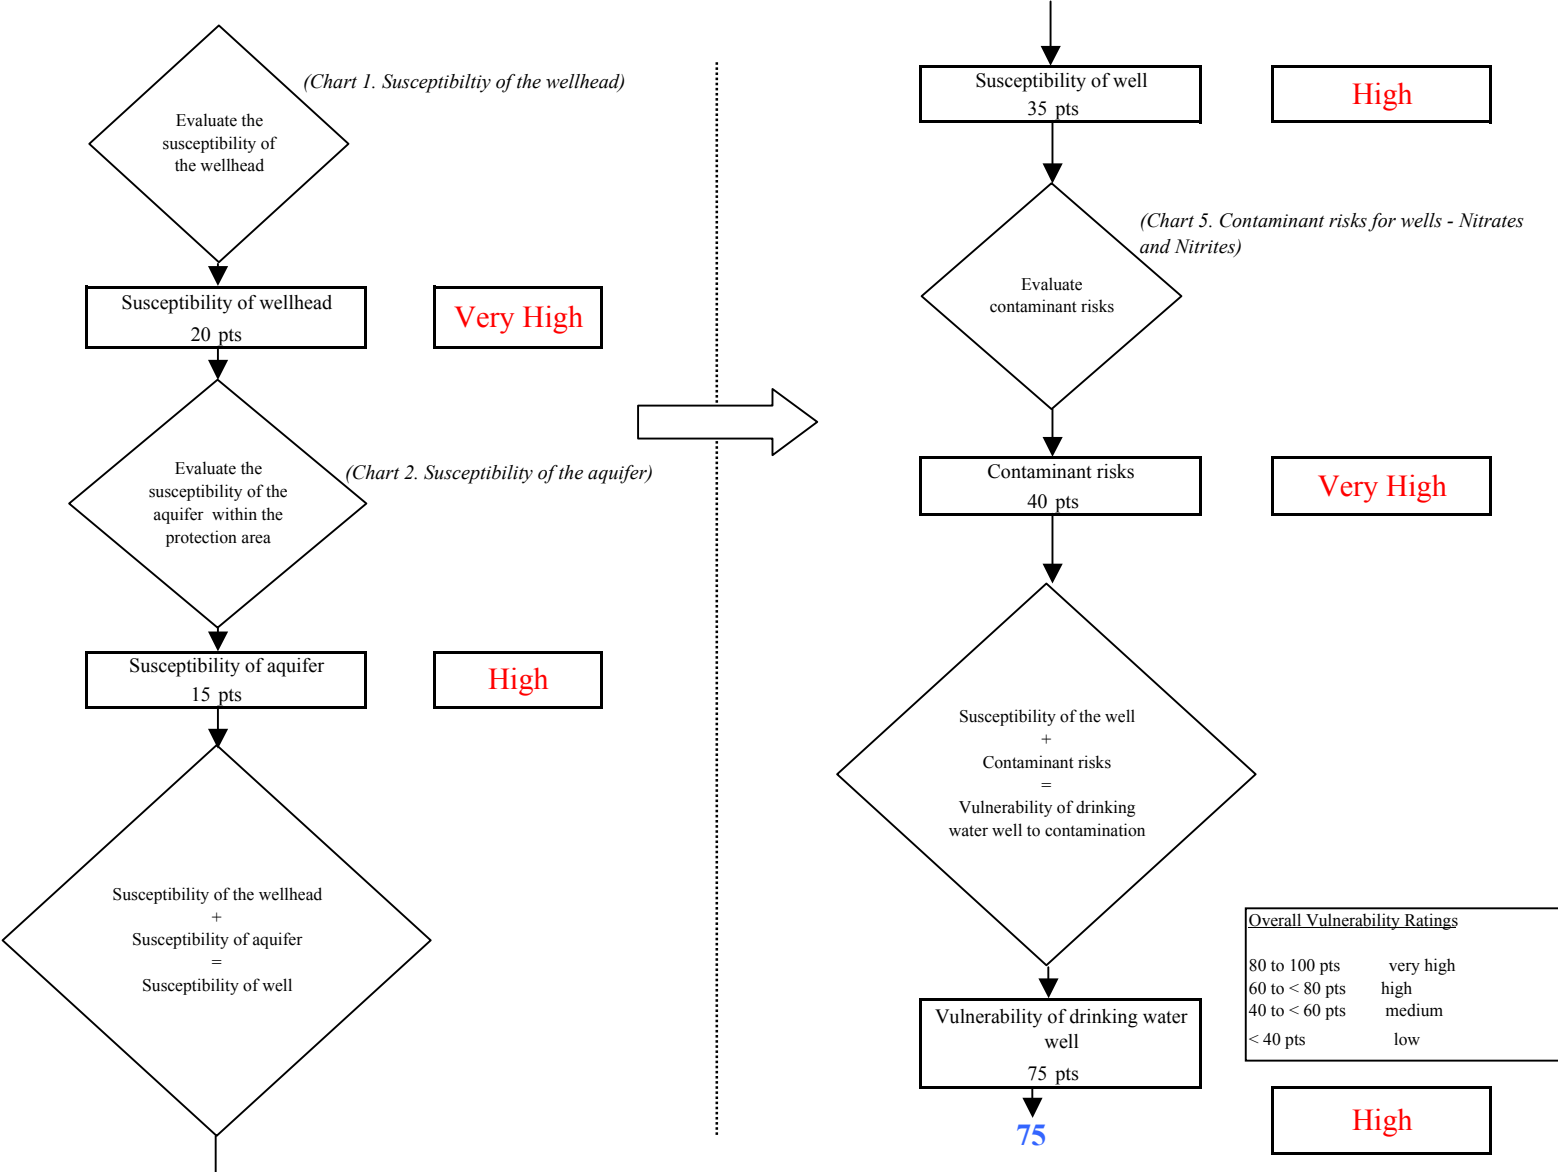 (Chart 1. Susceptibiltiy of the wellhead)
Evaluate the
susceptibility of
the wellhead
Susceptibility of wellhead
20 pts
Very High
Evaluate the
susceptibility of the
aquifer within the
protection area
(Chart 2. Susceptibility of the aquifer)
Susceptibility of aquifer
15 pts
High
Susceptibility of the wellhead
+
Susceptibility of aquifer
=
Susceptibility of well
Susceptibility of well
35 pts
High
(Chart 5. Contaminant risks for wells - Nitrates
and Nitrites)
Evaluate
contaminant risks
Contaminant risks
40 pts
Very High
Susceptibility of the well
+
Contaminant risks
=
Vulnerability of drinking
water well to contamination
Overall Vulnerability Ratings
80 to 100 pts very high
60 to < 80 pts high
40 to < 60 pts medium
< 40 pts low
Vulnerability of drinking water
well
75 pts
75
High